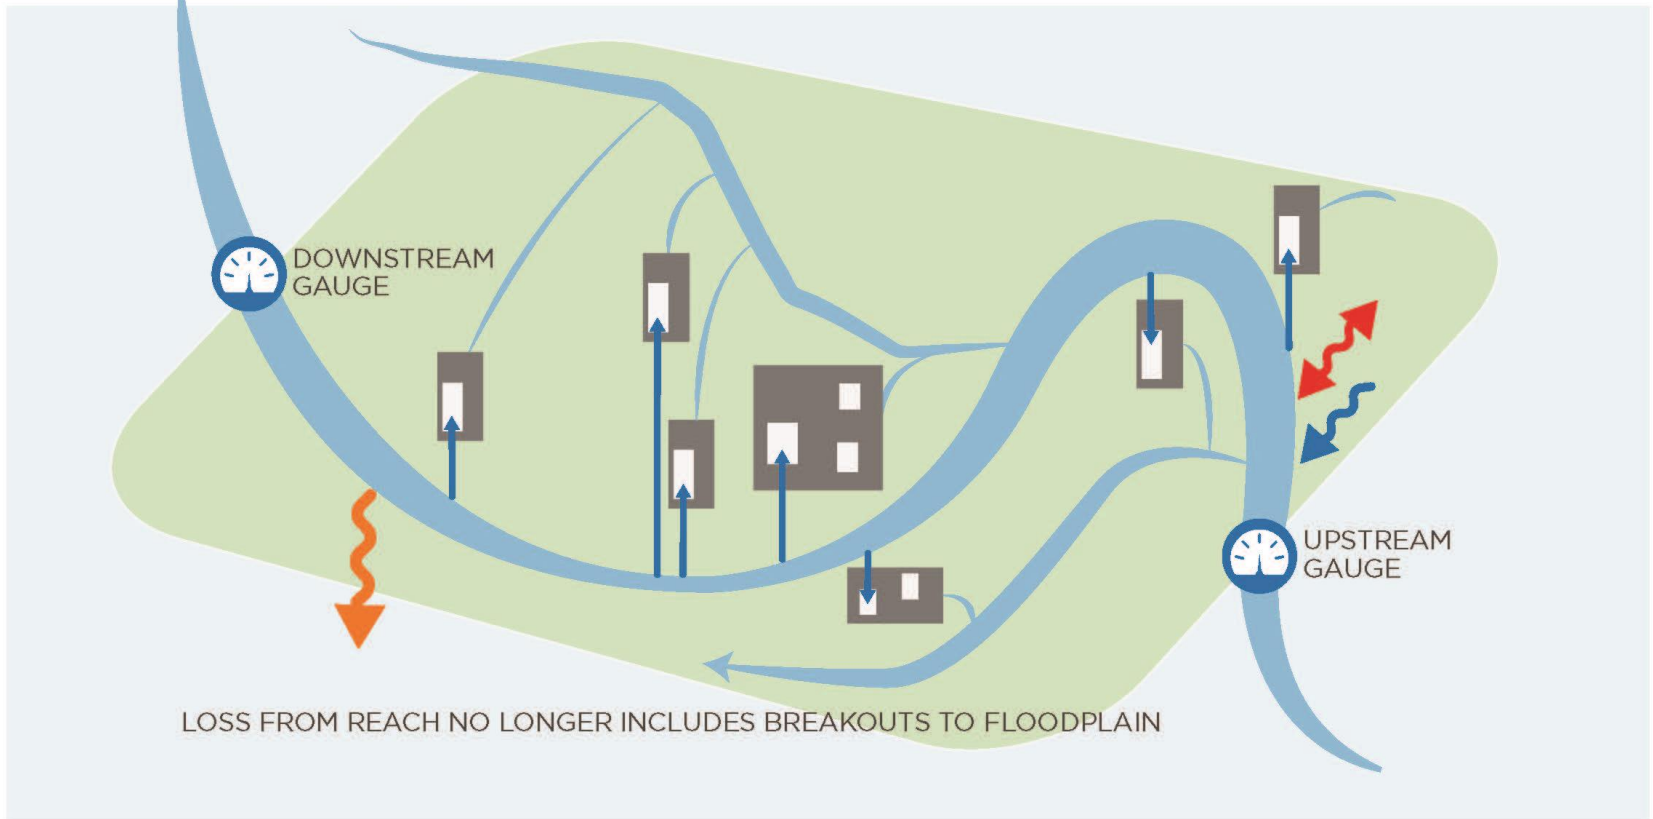 DOWNSTREAM
GAUGE
UPSTREAM
GAUGE
LOSS FROM REACH NO LONGER INCLUDES BREAKOUTS TO FLOODPLAIN